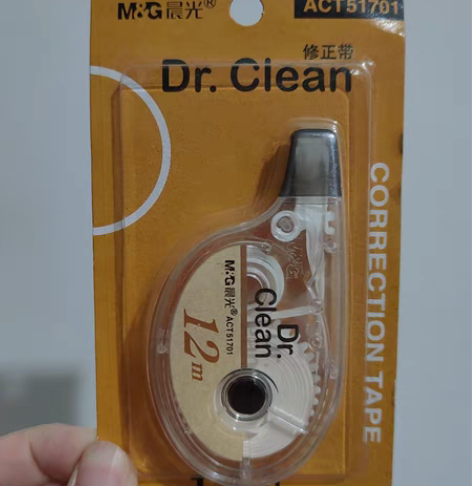 M&G晨光®
ACT51701
修正带
Dr. Clean
CORRECTION TAPE
M&G晨光® ACT51701
12m
Dr.
Clean